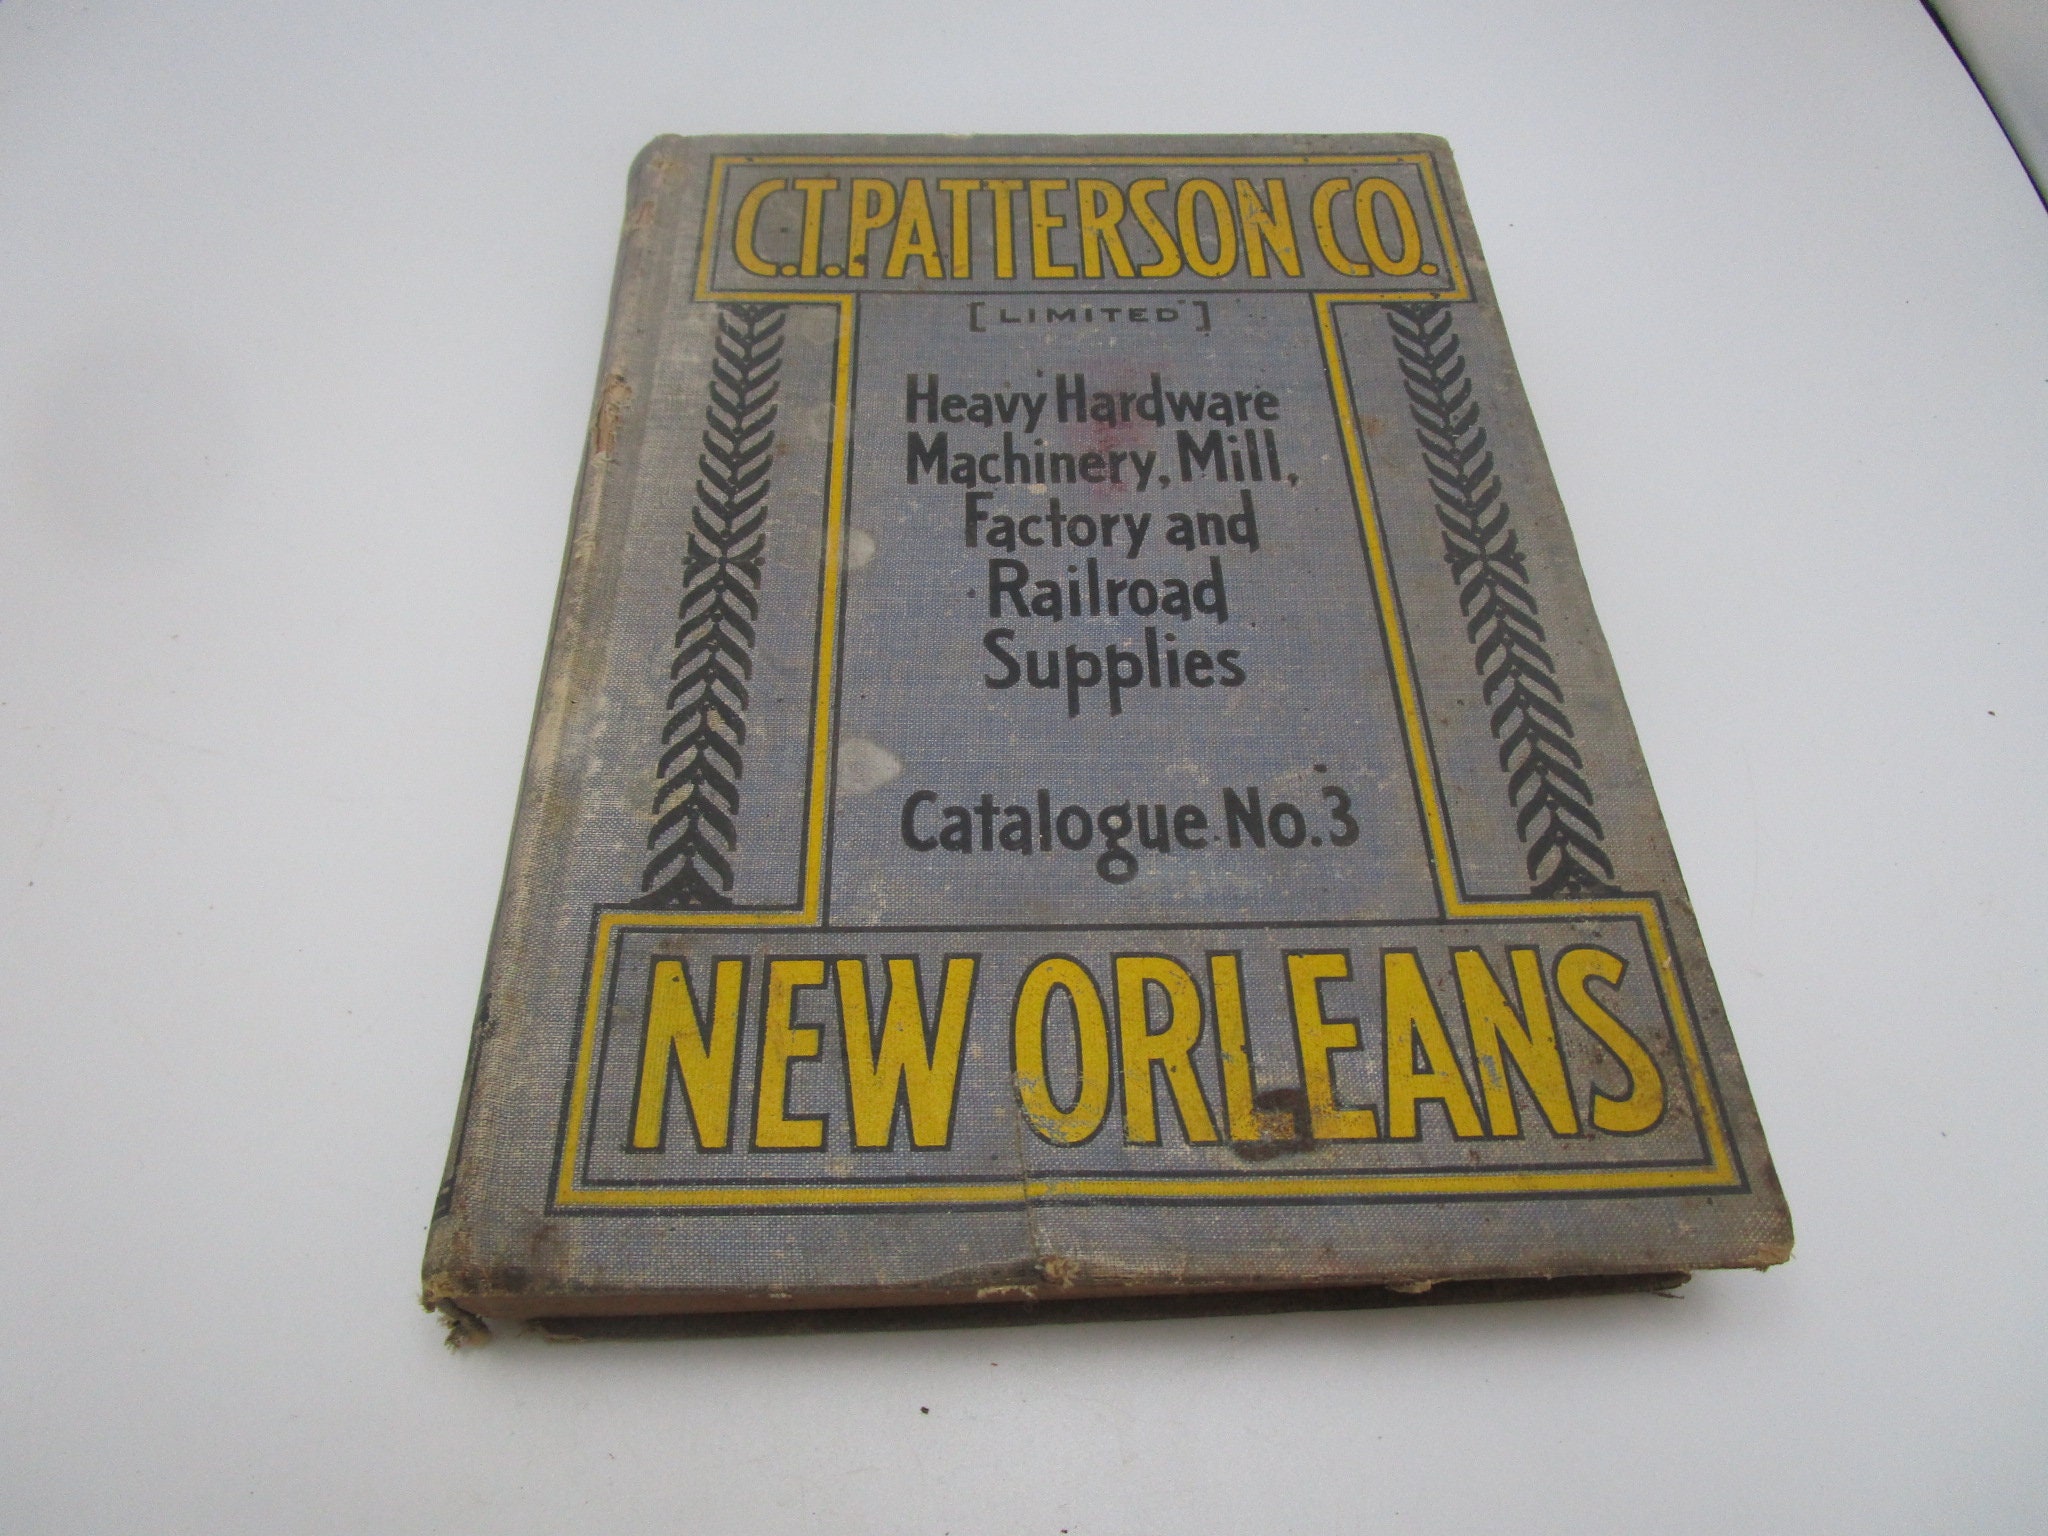 C.T. PATTERSON CO.
[LIMITED]
Heavy Hardware
Machinery, Mill,
Factory and
Railroad
Supplies
Catalogue No. 3
NEW ORLEANS